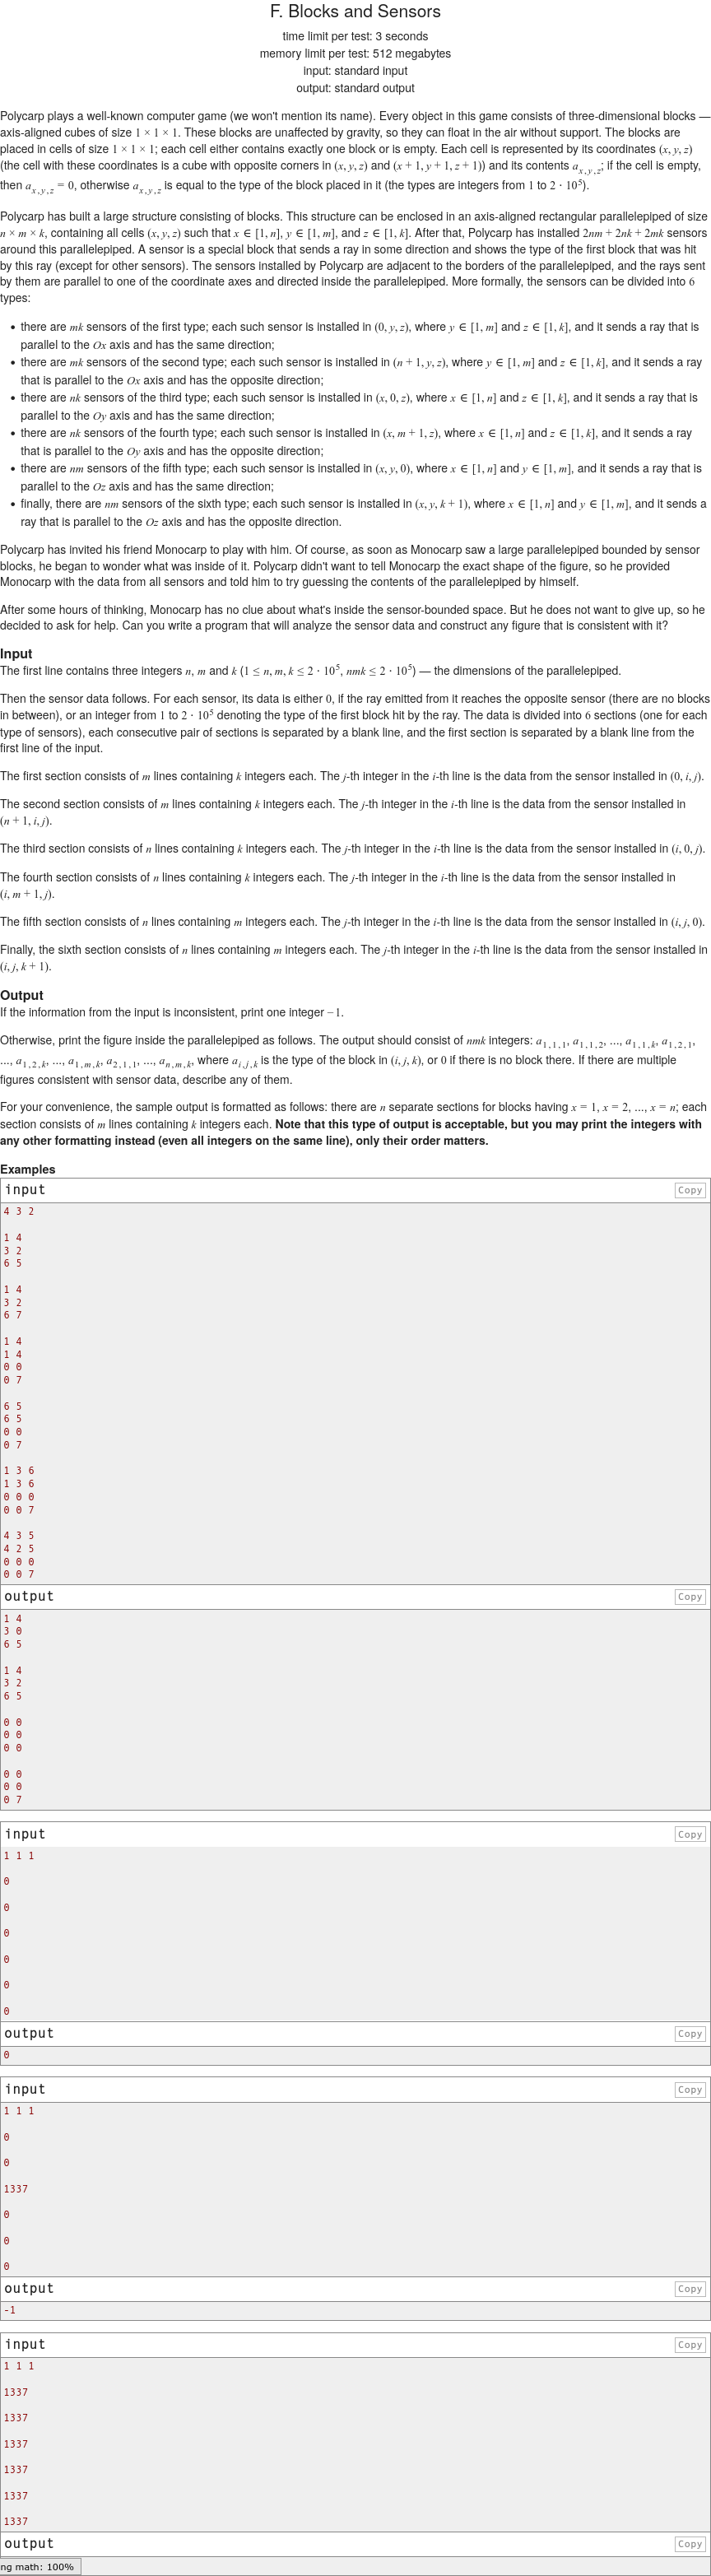 F. Blocks and Sensors
time limit per test: 3 seconds
memory limit per test: 512 megabytes
input: standard input
output: standard output
Polycarp plays a well-known computer game (we won't mention its name). Every object in this game consists of three-dimensional blocks —
axis-aligned cubes of size 1 × 1 × 1. These blocks are unaffected by gravity, so they can float in the air without support. The blocks are
placed in cells of size 1 × 1 × 1; each cell either contains exactly one block or is empty. Each cell is represented by its coordinates (x, y, z)
(the cell with these coordinates is a cube with opposite corners in (x, y, z) and (x + 1, y + 1, z + 1)) and its contents a_{x,y,z}; if the cell is empty,
then a_{x,y,z} = 0, otherwise a_{x,y,z} is equal to the type of the block placed in it (the types are integers from 1 to 2 · 10^5).
Polycarp has built a large structure consisting of blocks. This structure can be enclosed in an axis-aligned rectangular parallelepiped of size
n × m × k, containing all cells (x, y, z) such that x ∈ [1, n], y ∈ [1, m], and z ∈ [1, k]. After that, Polycarp has installed 2nm + 2nk + 2mk sensors
around this parallelepiped. A sensor is a special block that sends a ray in some direction and shows the type of the first block that was hit
by this ray (except for other sensors). The sensors installed by Polycarp are adjacent to the borders of the parallelepiped, and the rays sent
by them are parallel to one of the coordinate axes and directed inside the parallelepiped. More formally, the sensors can be divided into 6
types:
• there are mk sensors of the first type; each such sensor is installed in (0, y, z), where y ∈ [1, m] and z ∈ [1, k], and it sends a ray that is
parallel to the Ox axis and has the same direction;
• there are mk sensors of the second type; each such sensor is installed in (n + 1, y, z), where y ∈ [1, m] and z ∈ [1, k], and it sends a ray
that is parallel to the Ox axis and has the opposite direction;
• there are nk sensors of the third type; each such sensor is installed in (x, 0, z), where x ∈ [1, n] and z ∈ [1, k], and it sends a ray that is
parallel to the Oy axis and has the same direction;
• there are nk sensors of the fourth type; each such sensor is installed in (x, m + 1, z), where x ∈ [1, n] and z ∈ [1, k], and it sends a ray
that is parallel to the Oy axis and has the opposite direction;
• there are nm sensors of the fifth type; each such sensor is installed in (x, y, 0), where x ∈ [1, n] and y ∈ [1, m], and it sends a ray that is
parallel to the Oz axis and has the same direction;
• finally, there are nm sensors of the sixth type; each such sensor is installed in (x, y, k + 1), where x ∈ [1, n] and y ∈ [1, m], and it sends a
ray that is parallel to the Oz axis and has the opposite direction.
Polycarp has invited his friend Monocarp to play with him. Of course, as soon as Monocarp saw a large parallelepiped bounded by sensor
blocks, he began to wonder what was inside of it. Polycarp didn't want to tell Monocarp the exact shape of the figure, so he provided
Monocarp with the data from all sensors and told him to try guessing the contents of the parallelepiped by himself.
After some hours of thinking, Monocarp has no clue about what's inside the sensor-bounded space. But he does not want to give up, so he
decided to ask for help. Can you write a program that will analyze the sensor data and construct any figure that is consistent with it?
Input
The first line contains three integers n, m and k (1 ≤ n, m, k ≤ 2 · 10^5, nmk ≤ 2 · 10^5) — the dimensions of the parallelepiped.
Then the sensor data follows. For each sensor, its data is either 0, if the ray emitted from it reaches the opposite sensor (there are no blocks
in between), or an integer from 1 to 2 · 10^5 denoting the type of the first block hit by the ray. The data is divided into 6 sections (one for each
type of sensors), each consecutive pair of sections is separated by a blank line, and the first section is separated by a blank line from the
first line of the input.
The first section consists of m lines containing k integers each. The j-th integer in the i-th line is the data from the sensor installed in (0, i, j).
The second section consists of m lines containing k integers each. The j-th integer in the i-th line is the data from the sensor installed in
(n + 1, i, j).
The third section consists of n lines containing k integers each. The j-th integer in the i-th line is the data from the sensor installed in (i, 0, j).
The fourth section consists of n lines containing k integers each. The j-th integer in the i-th line is the data from the sensor installed in
(i, m + 1, j).
The fifth section consists of n lines containing m integers each. The j-th integer in the i-th line is the data from the sensor installed in (i, j, 0).
Finally, the sixth section consists of n lines containing m integers each. The j-th integer in the i-th line is the data from the sensor installed in
(i, j, k + 1).
Output
If the information from the input is inconsistent, print one integer −1.
Otherwise, print the figure inside the parallelepiped as follows. The output should consist of nmk integers: a_{1,1,1}, a_{1,1,2}, ..., a_{1,1,k}, a_{1,2,1},
..., a_{1,2,k}, ..., a_{1,m,k}, a_{2,1,1}, ..., a_{n,m,k}, where a_{i,j,k} is the type of the block in (i, j, k), or 0 if there is no block there. If there are multiple
figures consistent with sensor data, describe any of them.
For your convenience, the sample output is formatted as follows: there are n separate sections for blocks having x = 1, x = 2, ..., x = n; each
section consists of m lines containing k integers each. Note that this type of output is acceptable, but you may print the integers with
any other formatting instead (even all integers on the same line), only their order matters.
Examples
input Copy
4 3 2
1 4
3 2
6 5
1 4
3 2
6 7
1 4
1 4
0 0
0 7
6 5
6 5
0 0
0 7
1 3 6
1 3 6
0 0 0
0 0 7
4 3 5
4 2 5
0 0 0
0 0 7
output Copy
1 4
3 0
6 5
1 4
3 2
6 5
0 0
0 0
0 0
0 0
0 0
0 7
input Copy
1 1 1
0
0
0
0
0
0
output Copy
0
input Copy
1 1 1
0
0
1337
0
0
0
output Copy
-1
input Copy
1 1 1
1337
1337
1337
1337
1337
1337
output Copy
ng math: 100%